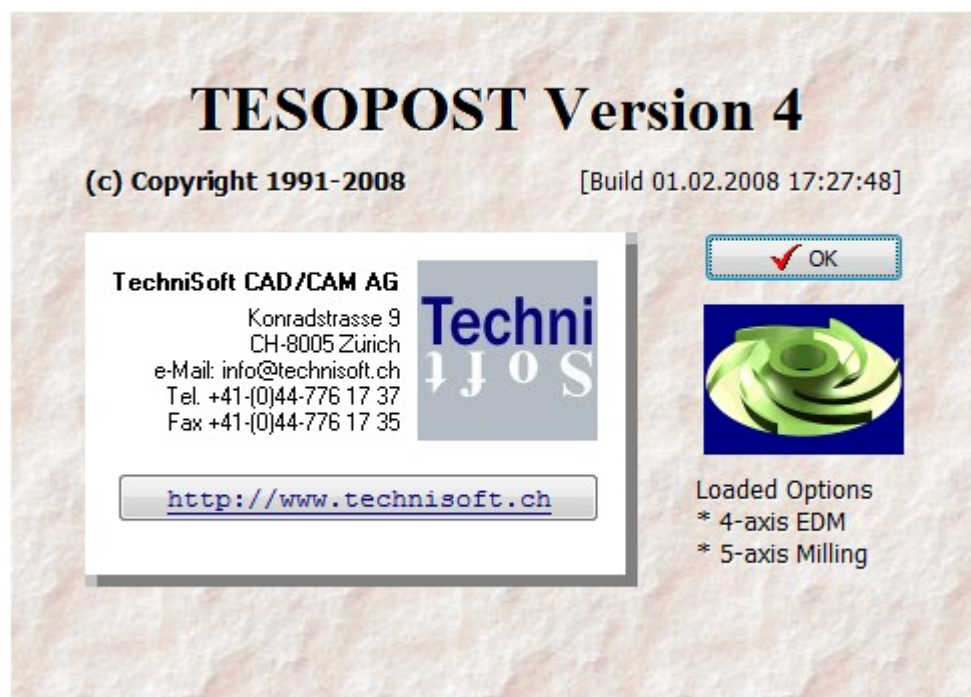 TESOPOST Version 4
(c) Copyright 1991-2008
[Build 01.02.2008 17:27:48]
TechniSoft CAD/CAM AG
Konradstrasse 9
CH-8005 Zürich
e-Mail: info@technisoft.ch
Tel. +41-(0)44-776 17 37
Fax +41-(0)44-776 17 35
Techni
Soft
http://www.technisoft.ch
OK
Loaded Options
* 4-axis EDM
* 5-axis Milling